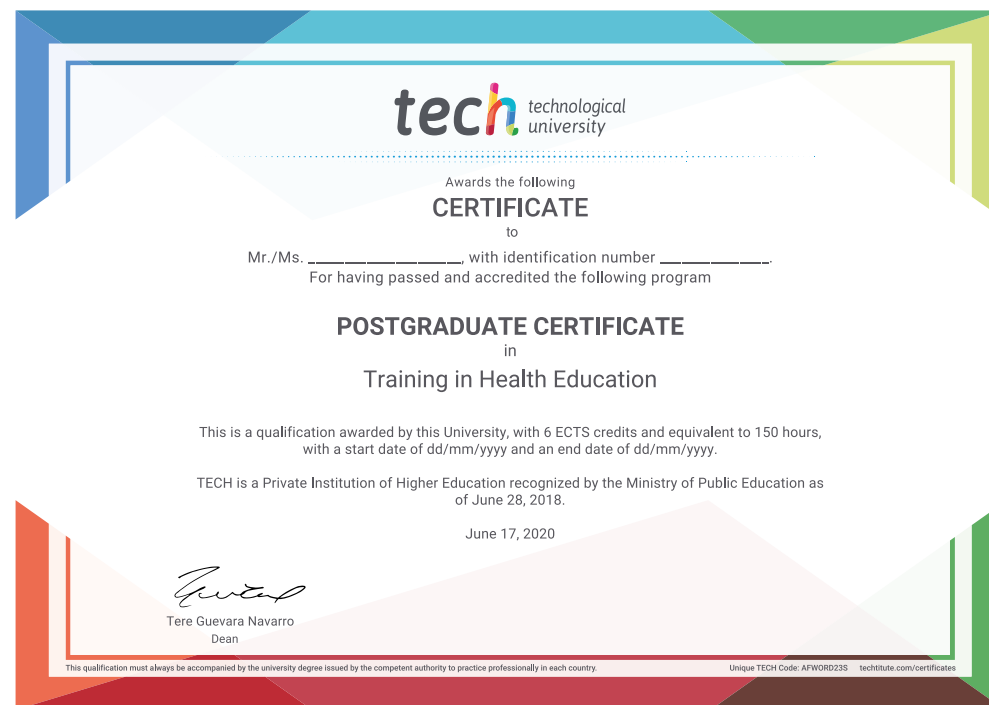 tech technological
university
Awards the following
CERTIFICATE
to
Mr./Ms. ____________________, with identification number ______________.
For having passed and accredited the following program
POSTGRADUATE CERTIFICATE
in
Training in Health Education
This is a qualification awarded by this University, with 6 ECTS credits and equivalent to 150 hours,
with a start date of dd/mm/yyyy and an end date of dd/mm/yyyy.
TECH is a Private Institution of Higher Education recognized by the Ministry of Public Education as
of June 28, 2018.
June 17, 2020
Tere Guevara Navarro
Dean
This qualification must always be accompanied by the university degree issued by the competent authority to practice professionally in each country.
Unique TECH Code: AFWORD23S techtitute.com/certificates